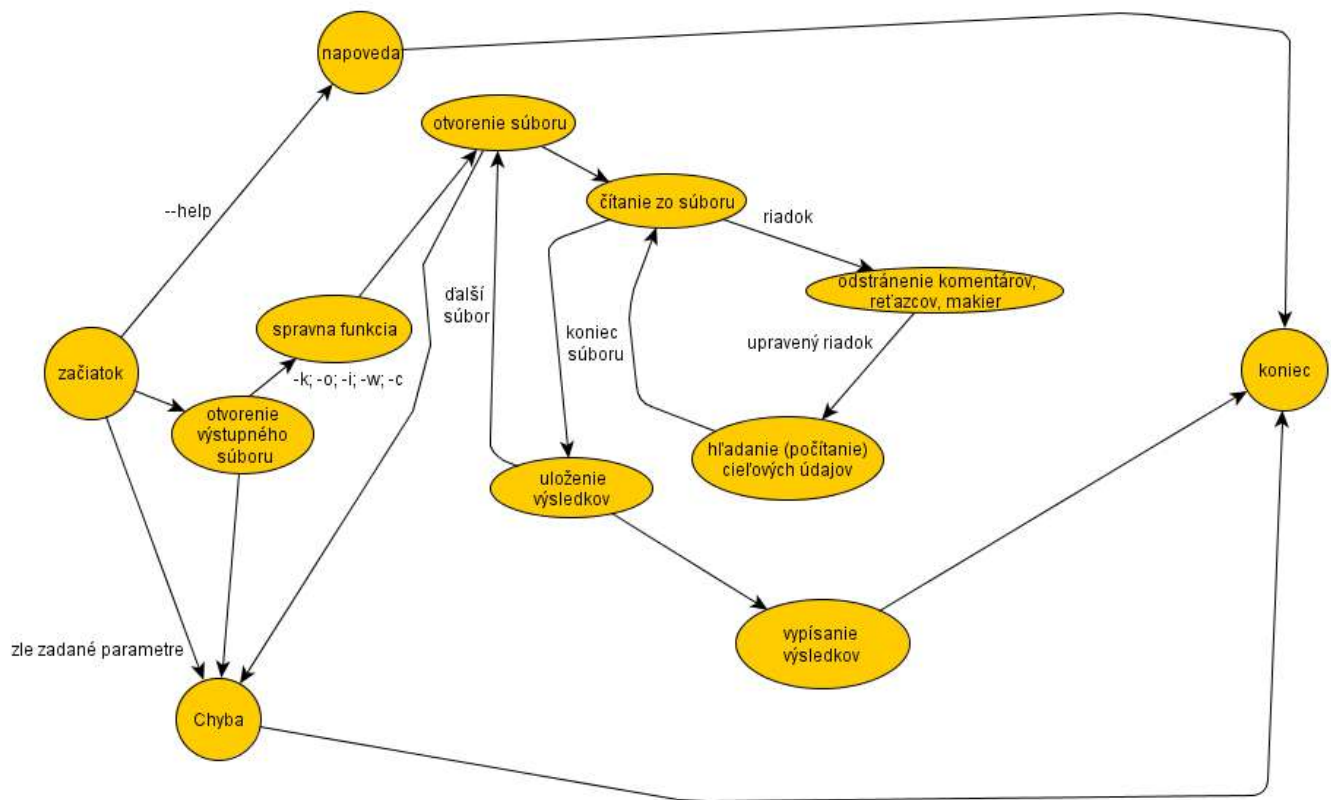 napoveda
otvorenie súboru
čítanie zo súboru
riadok
--help
odstránenie komentárov,
reťazcov, makier
ďalší
súbor
koniec
súboru
spravna funkcia
upravený riadok
začiatok
koniec
-k; -o; -i; -w; -c
otvorenie
výstupného
súboru
hľadanie (počítanie)
cieľových údajov
uloženie
výsledkov
vypísanie
výsledkov
zle zadané parametre
Chyba